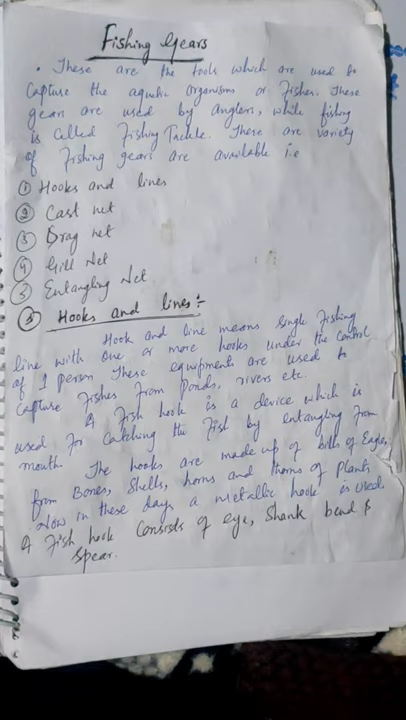 Fishing Gears
• These are the tools which are used to
capture the aquatic organisms or Fishes. These
gears are used by anglers, while fishing
is called Fishing Tackle. There are variety
of Fishing gears are available i.e
① Hooks and lines
② Cast net
③ Drag net
④ Gill Net
⑤ Entangling Net.
Hooks and lines:-
Hook and line means single Fishing
line with one or more hooks under the control
of 1 person These equipments are used to
capture Fishes From Ponds, rivers etc.
A Fish hook is a device which is
used For Catching the Fish by entangling From
mouth. The hooks are made up of bills of Eagle,
From Bones, Shells, horns and thorns of Plants
Now in these days a metallic hook is used.
A Fish hook Consists of eye, Shank bend &
Spear.